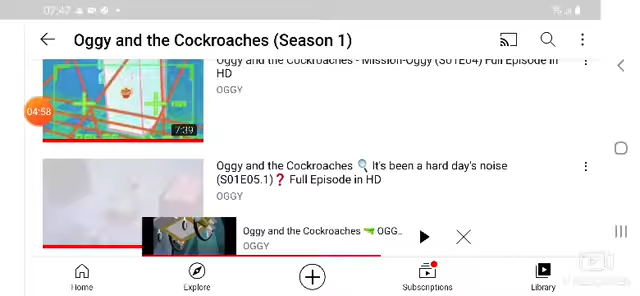 07:47
Oggy and the Cockroaches (Season 1)
Oggy and the Cockroaches - Mission-Oggy (S01E04) Full Episode in
HD
OGGY
04:58
7:39
Oggy and the Cockroaches 🔍 It's been a hard day's noise
(S01E05.1)❓ Full Episode in HD
OGGY
Oggy and the Cockroaches 🔫 OGG..
OGGY
Home
Explore
Subscriptions
Library